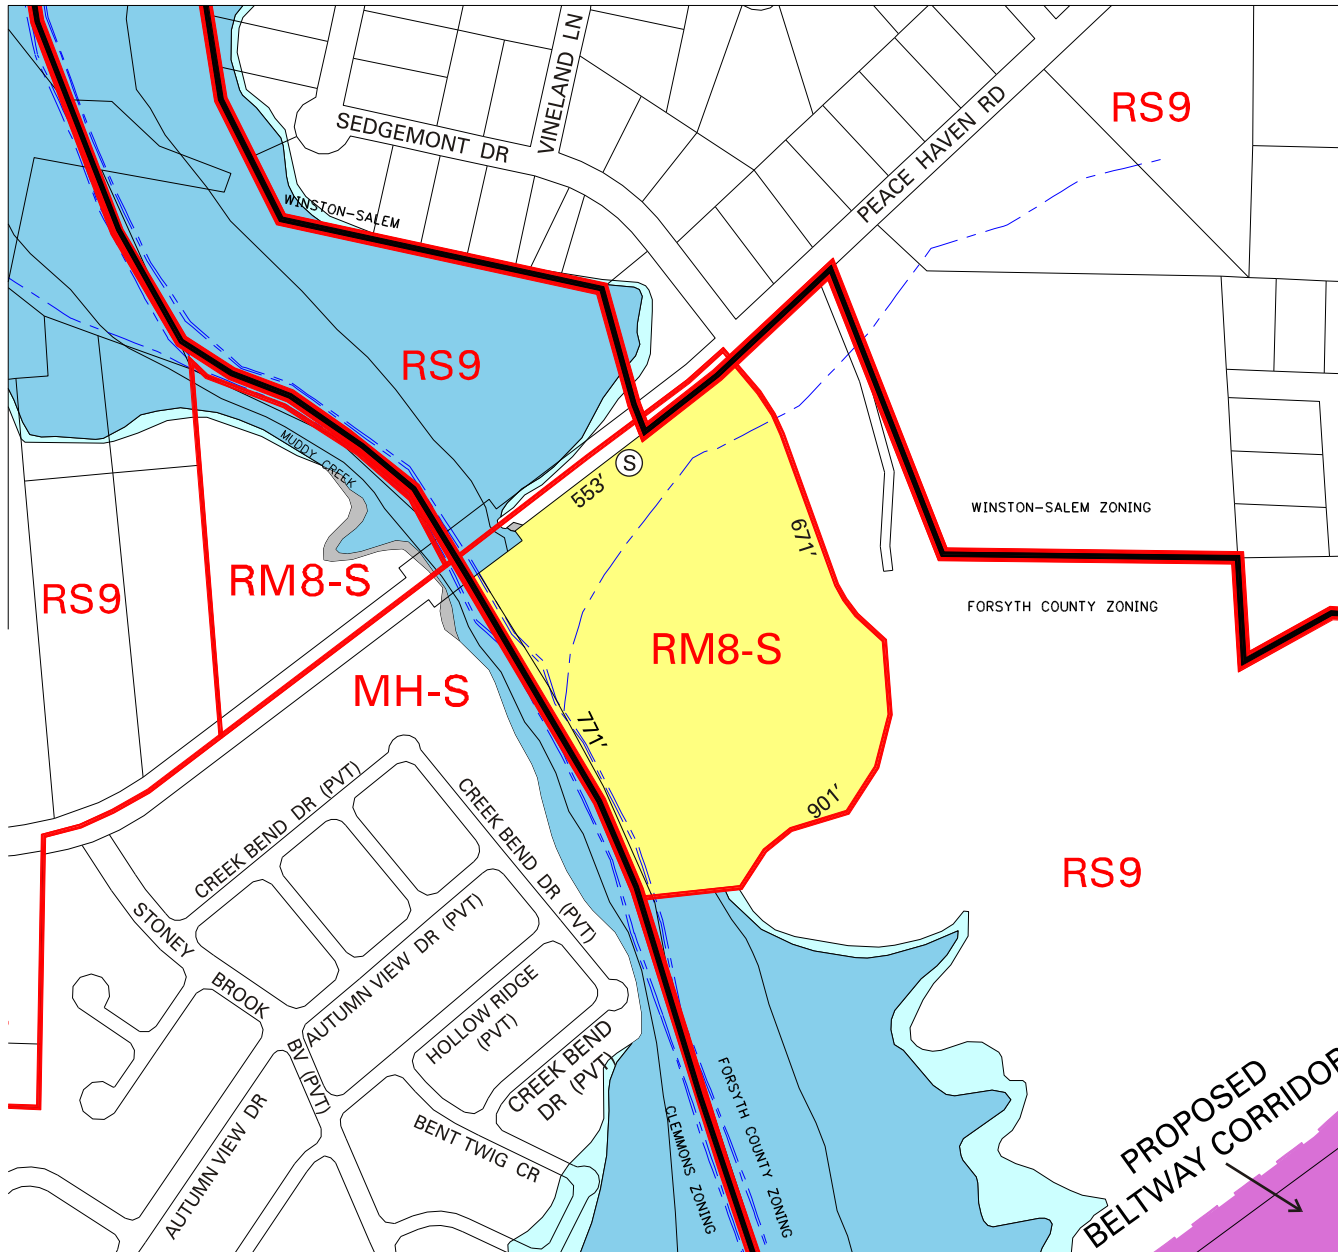 VINELAND LN
RS9
SEDGEMONT DR
PEACE HAVEN RD
WINSTON-SALEM
RS9
MUDDY CREEK
S
553'
WINSTON-SALEM ZONING
671'
RM8-S
RS9
FORSYTH COUNTY ZONING
RM8-S
MH-S
771'
CREEK BEND DR (PVT)
CREEK BEND DR (PVT)
901'
RS9
STONEY
BROOK
BV (PVT)
AUTUMN VIEW DR (PVT)
HOLLOW RIDGE
(PVT)
CREEK BEND
DR (PVT)
BENT TWIG CR
AUTUMN VIEW DR
CLEMMONS ZONING
FORSYTH COUNTY ZONING
PROPOSED
BELTWAY CORRIDOR